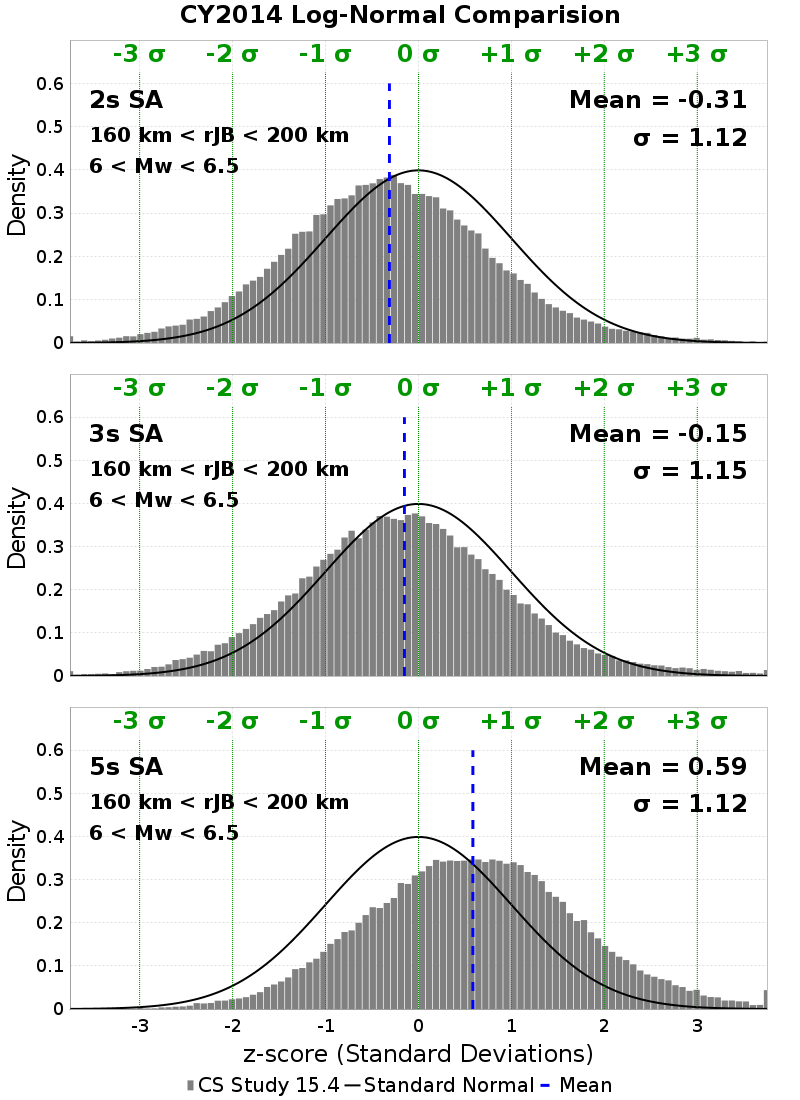 CY2014 Log-Normal Comparision
-3 σ -2 σ -1 σ 0 σ +1 σ +2 σ +3 σ
0.6
2s SA Mean = -0.31
0.5
160 km < rJB < 200 km σ = 1.12
6 < Mw < 6.5
0.4
Density
0.3
0.2
0.1
0
-3 σ -2 σ -1 σ 0 σ +1 σ +2 σ +3 σ
0.6
3s SA Mean = -0.15
0.5
160 km < rJB < 200 km σ = 1.15
6 < Mw < 6.5
0.4
Density
0.3
0.2
0.1
0
-3 σ -2 σ -1 σ 0 σ +1 σ +2 σ +3 σ
0.6
5s SA Mean = 0.59
0.5
160 km < rJB < 200 km σ = 1.12
6 < Mw < 6.5
0.4
Density
0.3
0.2
0.1
0
-3 -2 -1 0 1 2 3
z-score (Standard Deviations)
CS Study 15.4 Standard Normal Mean